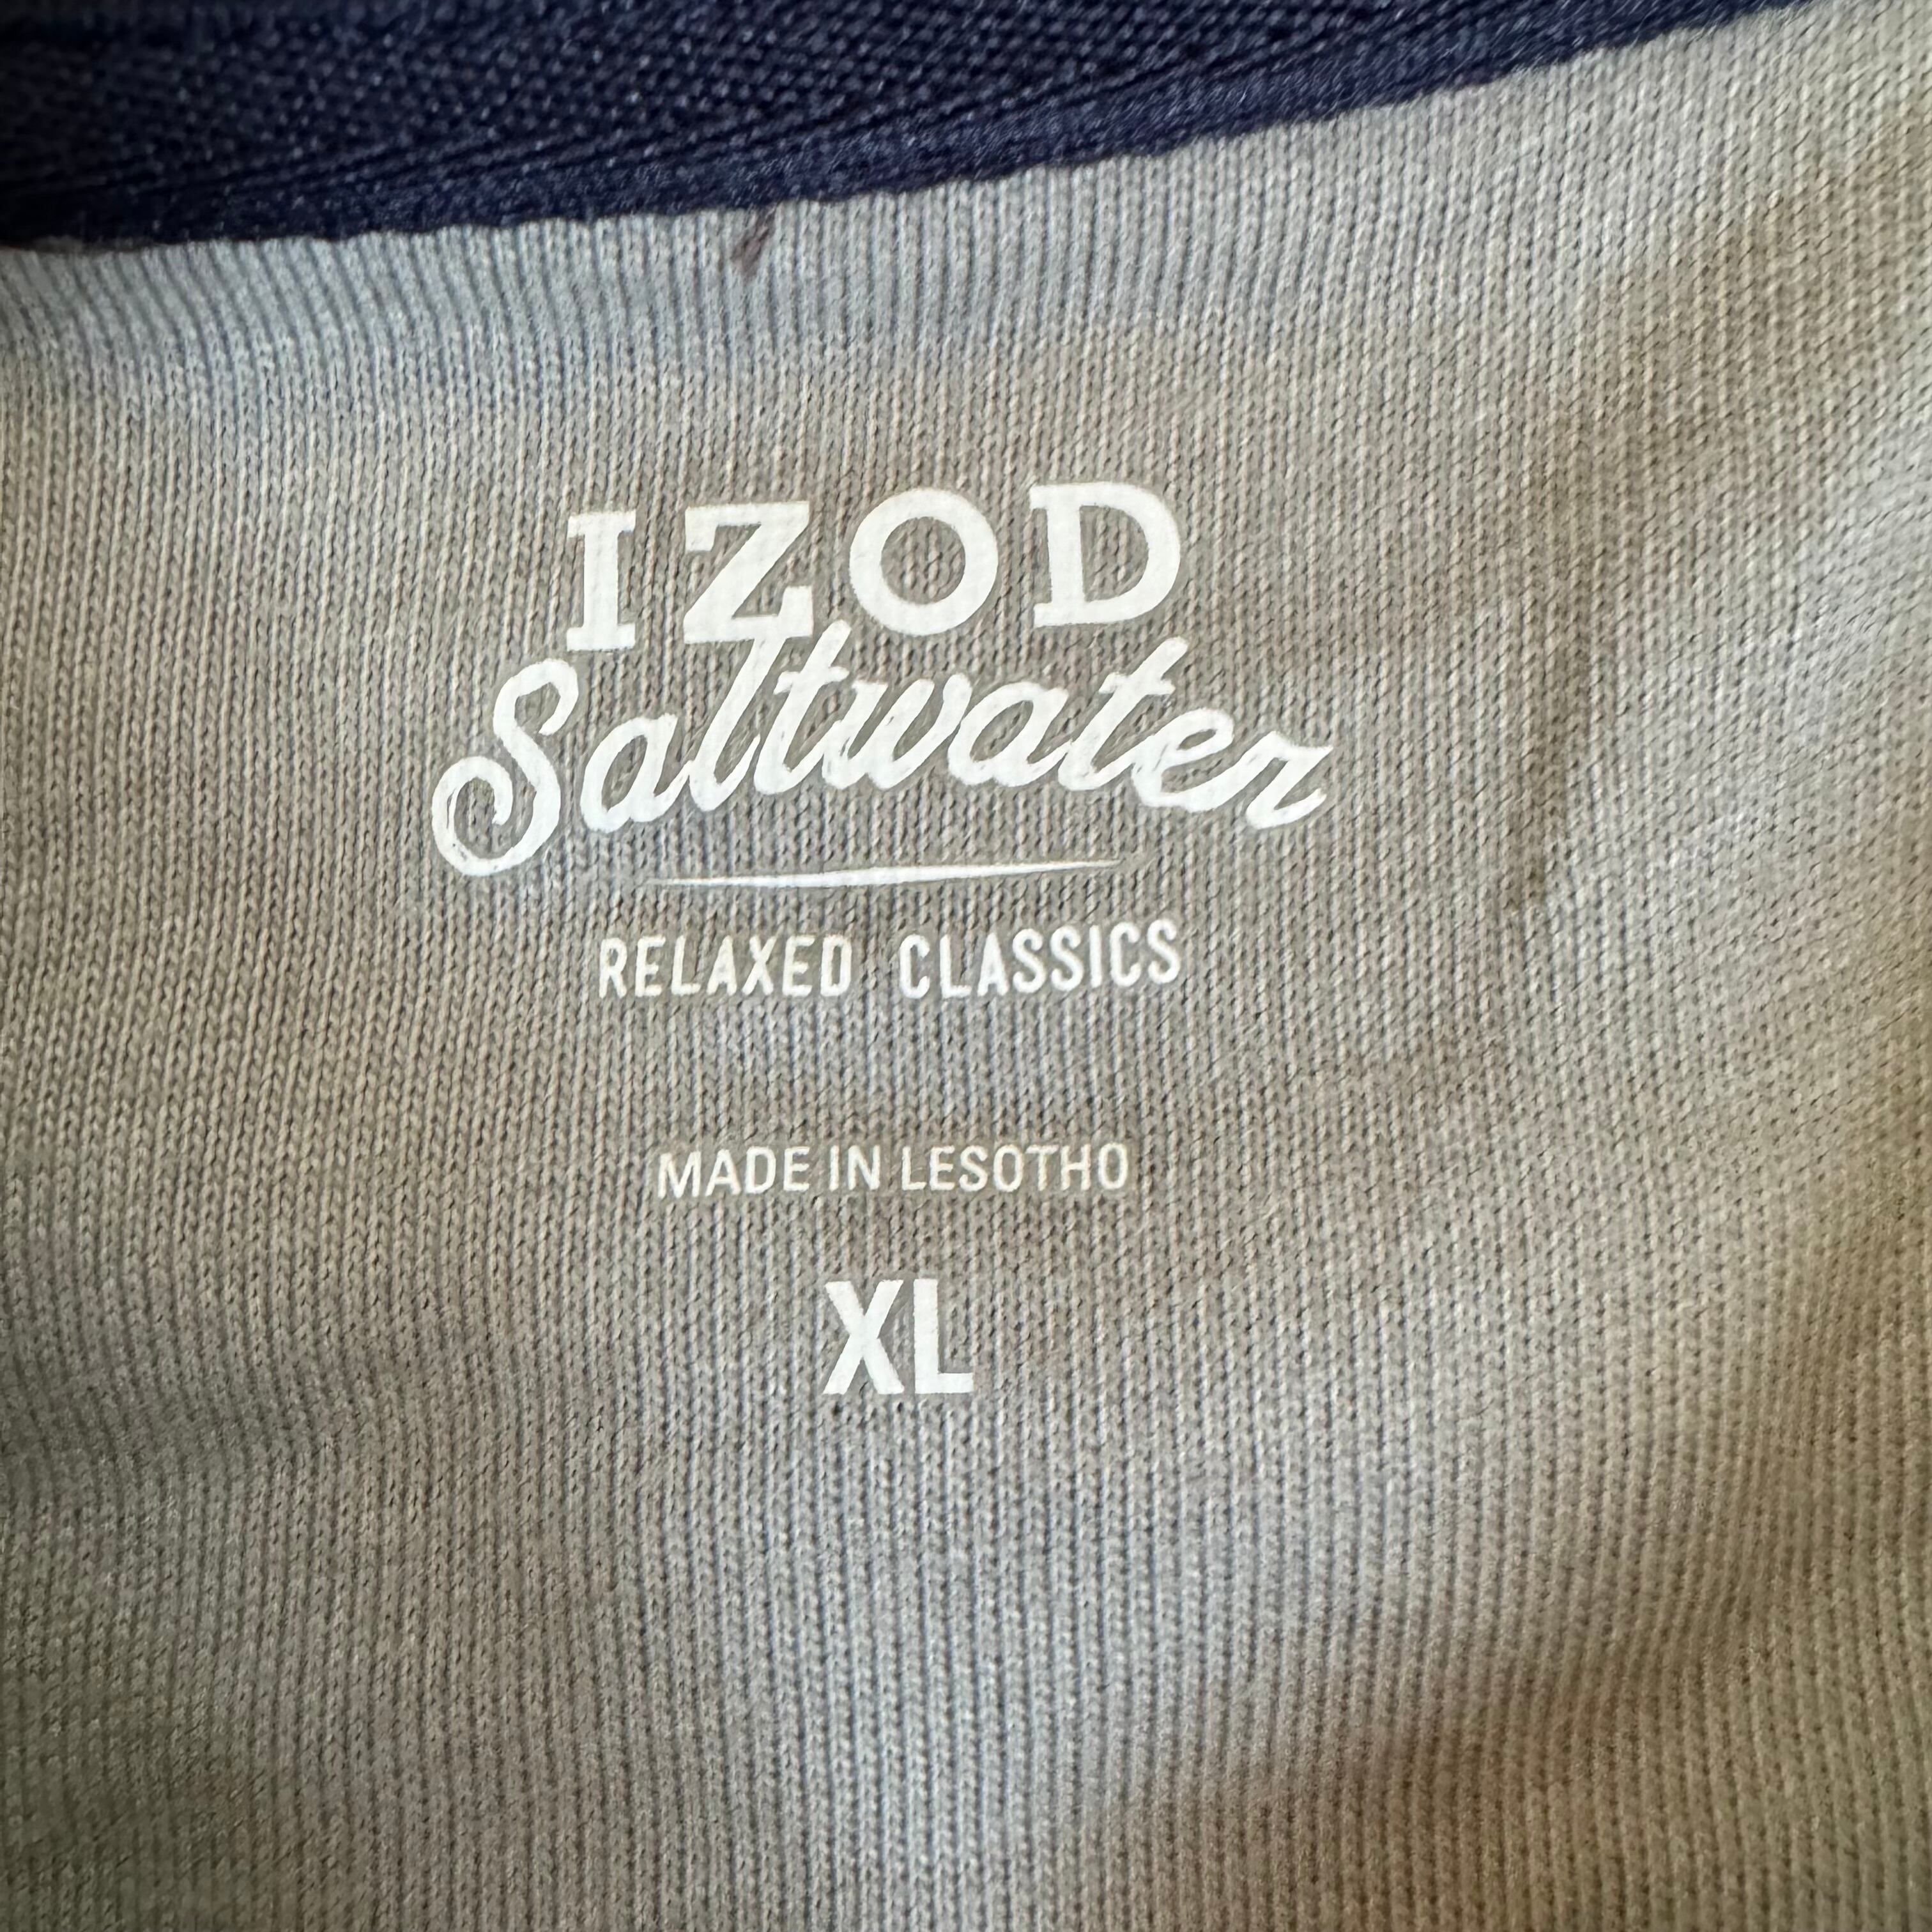 IZOD
Saltwater
RELAXED CLASSICS
MADE IN LESOTHO
XL